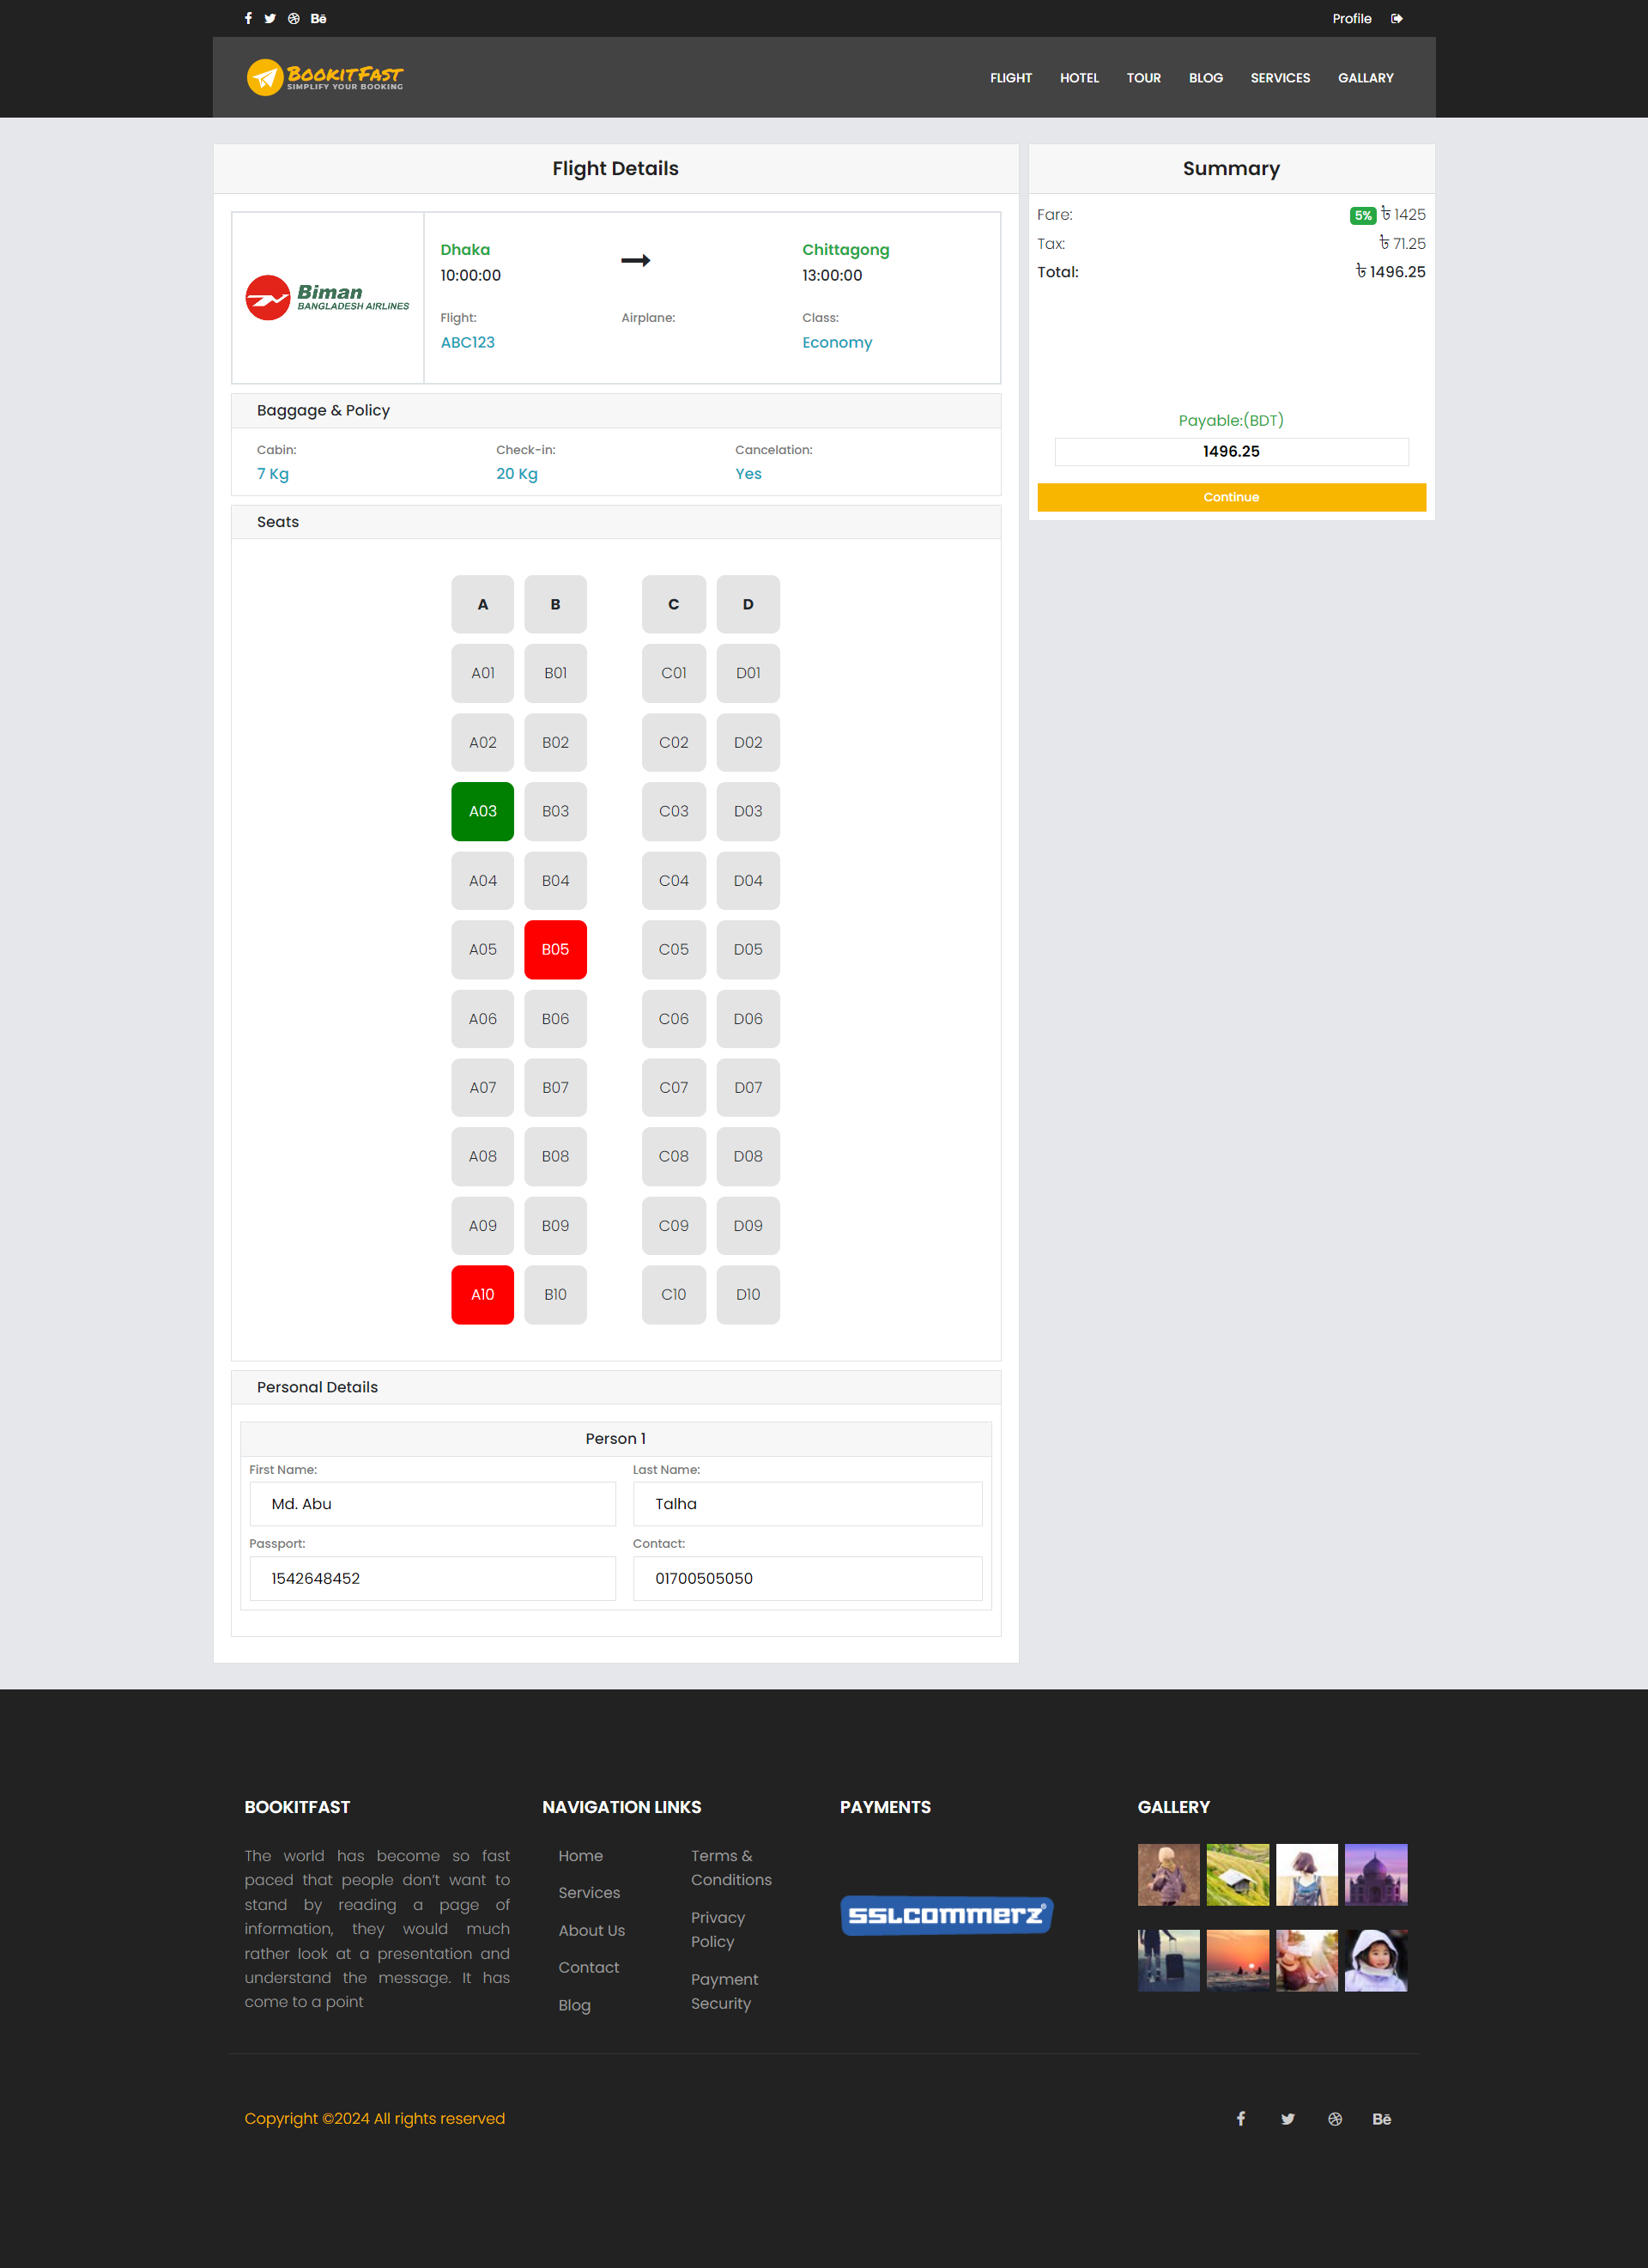 Profile
BOOKITFAST
SIMPLIFY YOUR BOOKING
FLIGHT HOTEL TOUR BLOG SERVICES GALLARY
Flight Details
Biman
BANGLADESH AIRLINES
Dhaka Chittagong
10:00:00 13:00:00
Flight: Airplane: Class:
ABC123 Economy
Baggage & Policy
Cabin: Check-in: Cancelation:
7 Kg 20 Kg Yes
Seats
A B C D
A01 B01 C01 D01
A02 B02 C02 D02
A03 B03 C03 D03
A04 B04 C04 D04
A05 B05 C05 D05
A06 B06 C06 D06
A07 B07 C07 D07
A08 B08 C08 D08
A09 B09 C09 D09
A10 B10 C10 D10
Personal Details
Person 1
First Name: Last Name:
Md. Abu Talha
Passport: Contact:
1542648452 01700505050
Summary
Fare: 5% ৳ 1425
Tax: ৳ 71.25
Total: ৳ 1496.25
Payable:(BDT)
1496.25
Continue
BOOKITFAST
The world has become so fast
paced that people don’t want to
stand by reading a page of
information, they would much
rather look at a presentation and
understand the message. It has
come to a point
NAVIGATION LINKS
Home
Services
About Us
Contact
Blog
Terms &
Conditions
Privacy
Policy
Payment
Security
PAYMENTS
SSLCOMMERZ
GALLERY
Copyright ©2024 All rights reserved